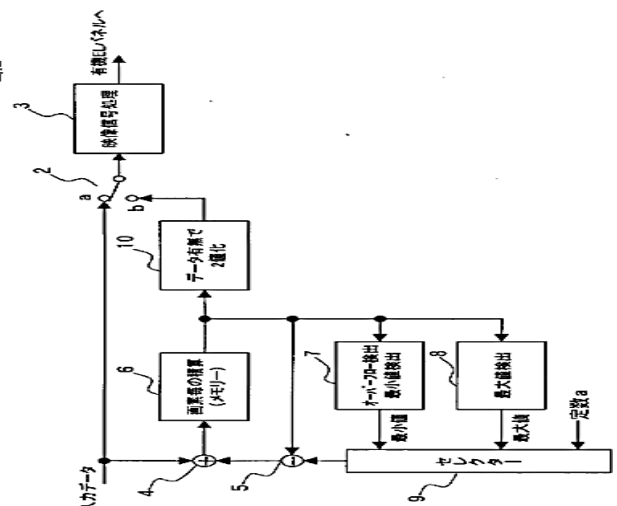 有機ELパネルへ
3
映像信号処理
2
a
b
10
データ有無で
2値化
6
画素毎の積算
(メモリー)
7
オーバーフロー検出
最小値検出
8
最大値検出
最小値
最大値
定数a
4
5
セレクター
9
入力データ